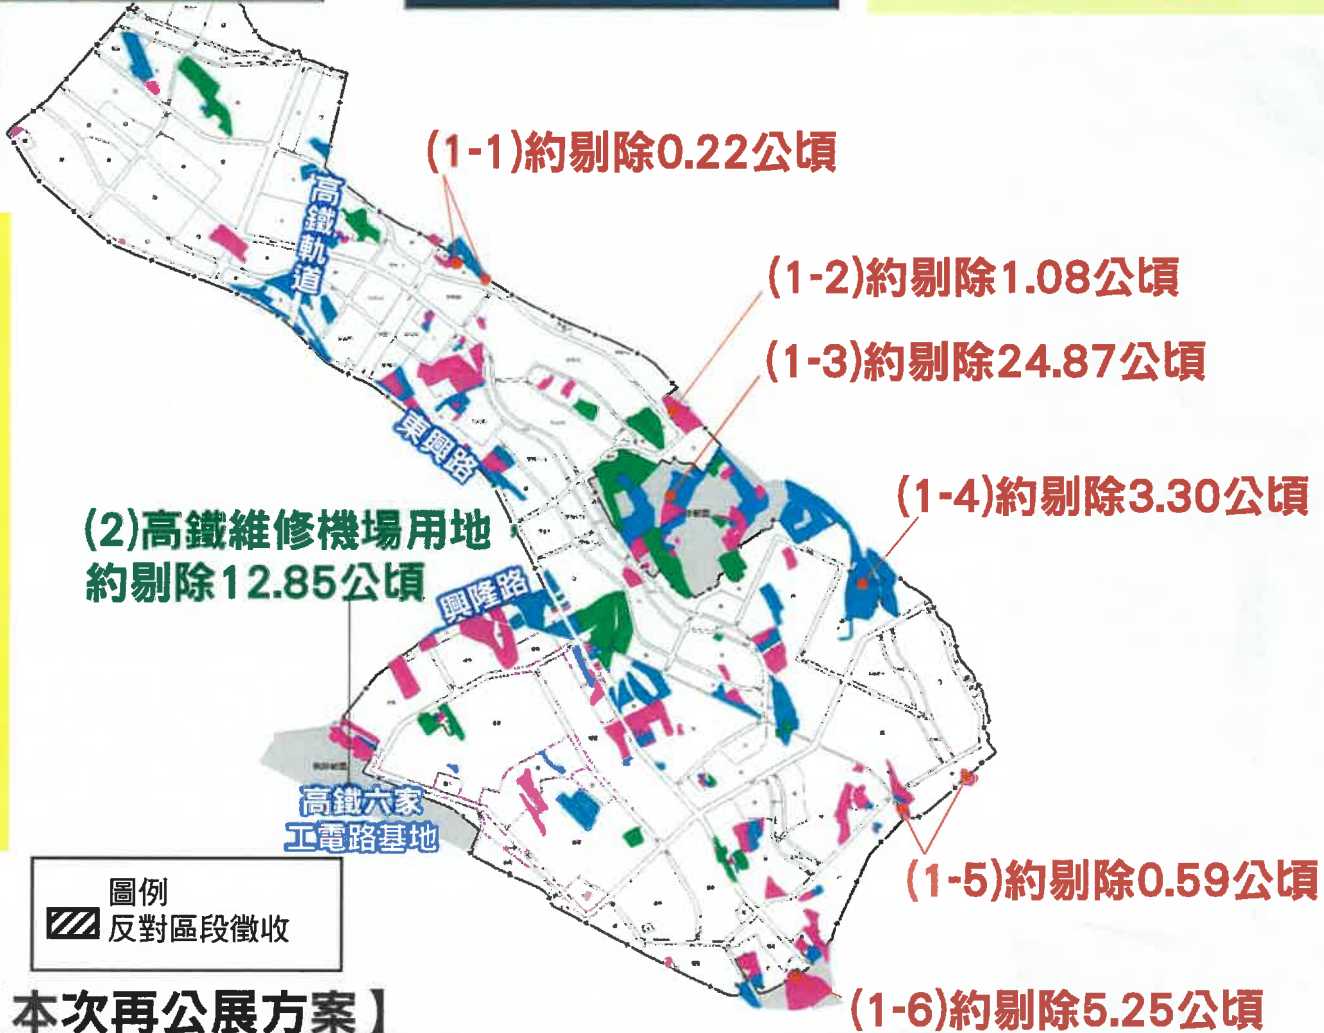 (1-1)約剔除0.22公頃
高鐵軌道
(1-2)約剔除1.08公頃
(1-3)約剔除24.87公頃
東興路
(1-4)約剔除3.30公頃
(2)高鐵維修機場用地
約剔除12.85公頃
興隆路
高鐵六家
工電路基地
(1-5)約剔除0.59公頃
圖例
反對區段徵收
本次再公展方案】
(1-6)約剔除5.25公頃